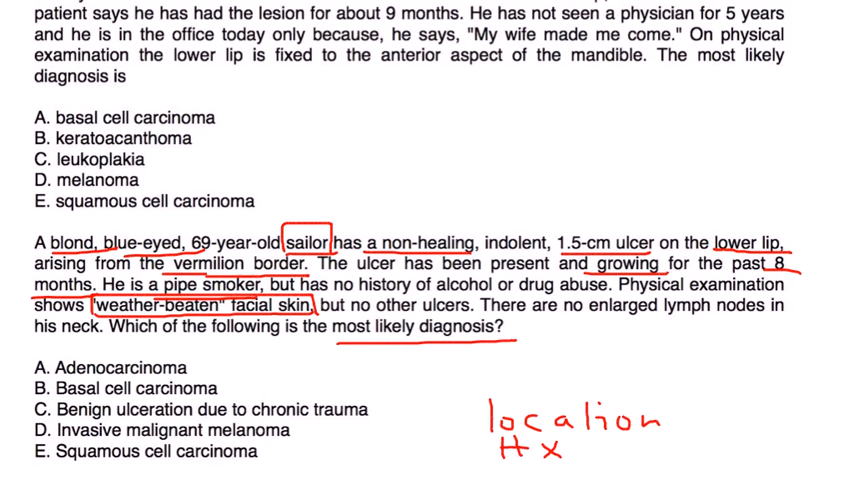 patient says he has had the lesion for about 9 months. He has not seen a physician for 5 years
and he is in the office today only because, he says, "My wife made me come." On physical
examination the lower lip is fixed to the anterior aspect of the mandible. The most likely
diagnosis is
A. basal cell carcinoma
B. keratoacanthoma
C. leukoplakia
D. melanoma
E. squamous cell carcinoma
A blond, blue-eyed, 69-year-old sailor has a non-healing, indolent, 1.5-cm ulcer on the lower lip,
arising from the vermilion border. The ulcer has been present and growing for the past 8
months. He is a pipe smoker, but has no history of alcohol or drug abuse. Physical examination
shows "weather-beaten" facial skin, but no other ulcers. There are no enlarged lymph nodes in
his neck. Which of the following is the most likely diagnosis?
A. Adenocarcinoma
B. Basal cell carcinoma
C. Benign ulceration due to chronic trauma
D. Invasive malignant melanoma
E. Squamous cell carcinoma
location
Hx